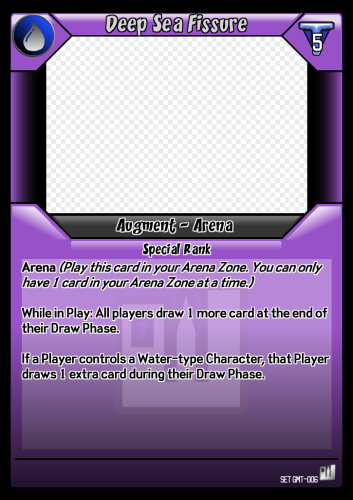 Deep Sea Fissure
5
Augment - Arena
Special Rank
Arena (Play this card in your Arena Zone. You can only
have 1 card in your Arena Zone at a time.)
While in Play: All players draw 1 more card at the end of
their Draw Phase.
If a Player controls a Water-type Character, that Player
draws 1 extra card during their Draw Phase.
SET GMT-006